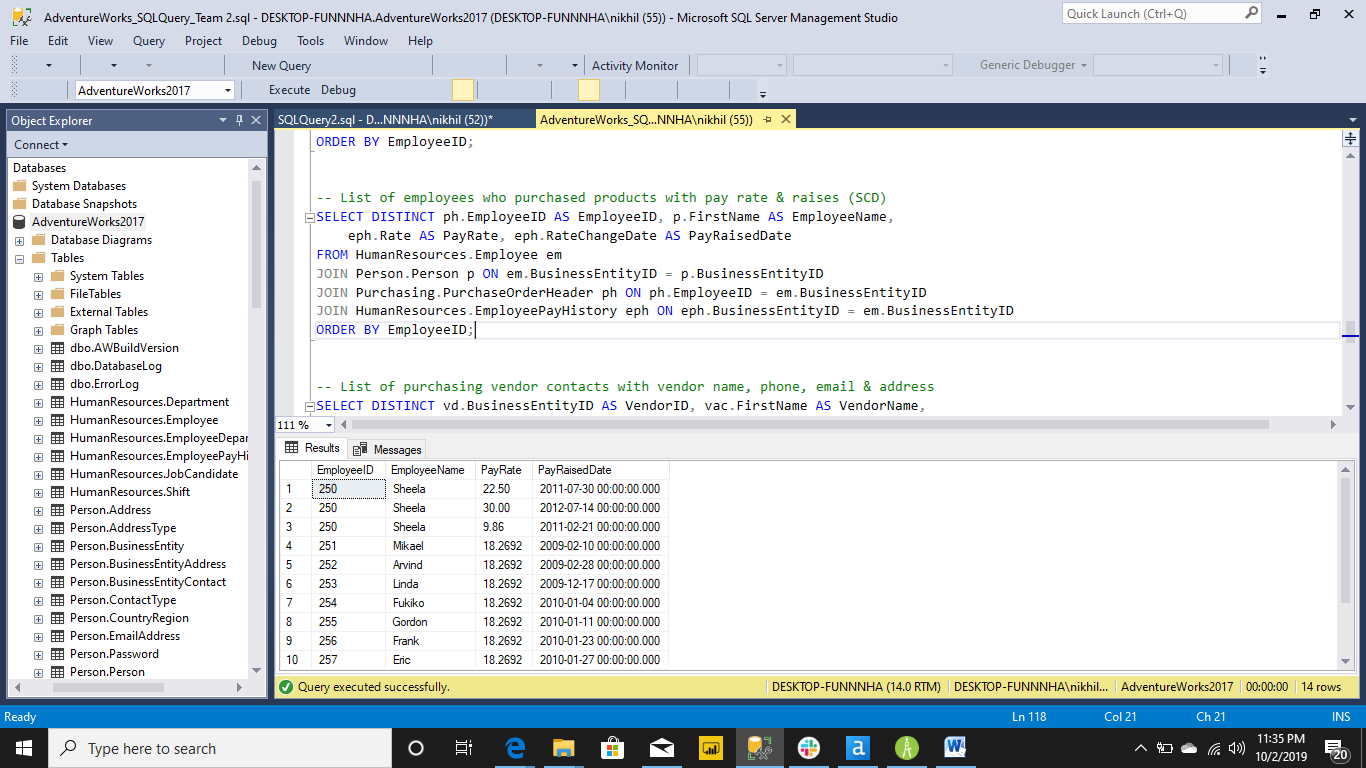 AdventureWorks_SQLQuery_Team 2.sql - DESKTOP-FUNNNHA.AdventureWorks2017 (DESKTOP-FUNNNHA\nikhil (55)) - Microsoft SQL Server Management Studio
Quick Launch (Ctrl+Q)
File Edit View Query Project Debug Tools Window Help
New Query Activity Monitor Generic Debugger
AdventureWorks2017 Execute Debug
Object Explorer
Connect
Databases
System Databases
Database Snapshots
AdventureWorks2017
Database Diagrams
Tables
System Tables
FileTables
External Tables
Graph Tables
dbo.AWBuildVersion
dbo.DatabaseLog
dbo.ErrorLog
HumanResources.Department
HumanResources.Employee
HumanResources.EmployeeDepar
HumanResources.EmployeePayHi
HumanResources.JobCandidate
HumanResources.Shift
Person.Address
Person.AddressType
Person.BusinessEntity
Person.BusinessEntityAddress
Person.BusinessEntityContact
Person.ContactType
Person.CountryRegion
Person.EmailAddress
Person.Password
Person.Person
SQLQuery2.sql - D...NNNHA\nikhil (52))* AdventureWorks_SQ...NNHA\nikhil (55))
ORDER BY EmployeeID;
-- List of employees who purchased products with pay rate & raises (SCD)
SELECT DISTINCT ph.EmployeeID AS EmployeeID, p.FirstName AS EmployeeName,
eph.Rate AS PayRate, eph.RateChangeDate AS PayRaisedDate
FROM HumanResources.Employee em
JOIN Person.Person p ON em.BusinessEntityID = p.BusinessEntityID
JOIN Purchasing.PurchaseOrderHeader ph ON ph.EmployeeID = em.BusinessEntityID
JOIN HumanResources.EmployeePayHistory eph ON eph.BusinessEntityID = em.BusinessEntityID
ORDER BY EmployeeID;
-- List of purchasing vendor contacts with vendor name, phone, email & address
SELECT DISTINCT vd.BusinessEntityID AS VendorID, vac.FirstName AS VendorName,
111 %
Results Messages
EmployeeID EmployeeName PayRate PayRaisedDate
1 250 Sheela 22.50 2011-07-30 00:00:00.000
2 250 Sheela 30.00 2012-07-14 00:00:00.000
3 250 Sheela 9.86 2011-02-21 00:00:00.000
4 251 Mikael 18.2692 2009-02-10 00:00:00.000
5 252 Arvind 18.2692 2009-02-28 00:00:00.000
6 253 Linda 18.2692 2009-12-17 00:00:00.000
7 254 Fukiko 18.2692 2010-01-04 00:00:00.000
8 255 Gordon 18.2692 2010-01-11 00:00:00.000
9 256 Frank 18.2692 2010-01-23 00:00:00.000
10 257 Eric 18.2692 2010-01-27 00:00:00.000
Query executed successfully. DESKTOP-FUNNNHA (14.0 RTM) DESKTOP-FUNNNHA\nikhil... AdventureWorks2017 00:00:00 14 rows
Ready Ln 118 Col 21 Ch 21 INS
Type here to search
11:35 PM
10/2/2019
20